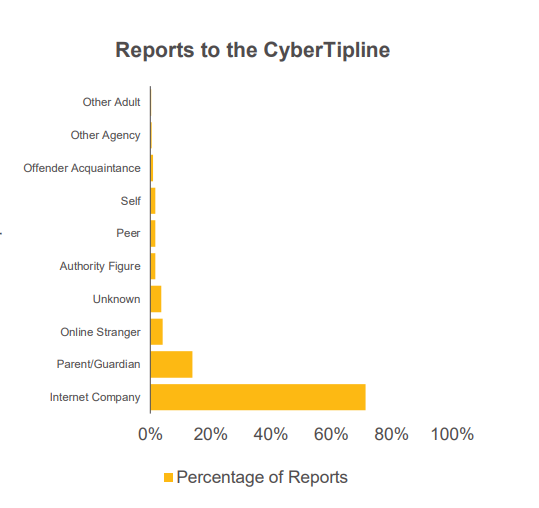 Reports to the CyberTipline
Other Adult
Other Agency
Offender Acquaintance
Self
Peer
Authority Figure
Unknown
Online Stranger
Parent/Guardian
Internet Company
0% 20% 40% 60% 80% 100%
Percentage of Reports